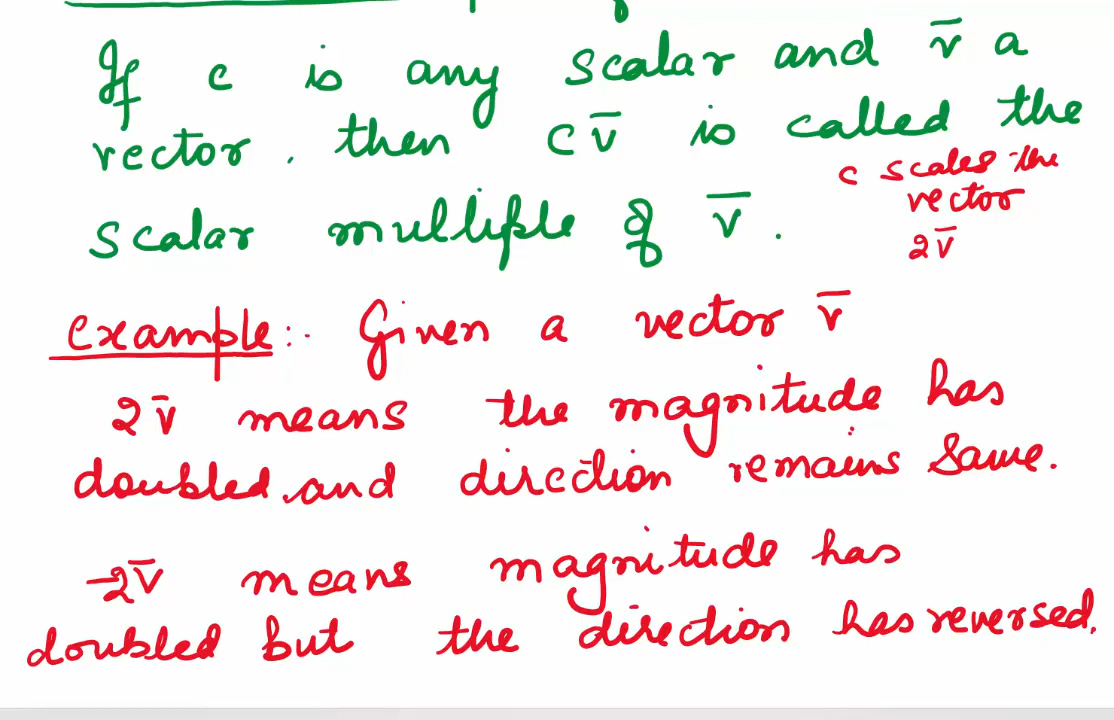 If c is any scalar and v̅ a
vector, then c v̅ is called the
c scales the
scalar multiple of v̅.
vector
2v̅
Example:- Given a vector v̅
2v̅ means the magnitude has
doubled and direction remains same.
-2v̅ means magnitude has
doubled but the direction has reversed.